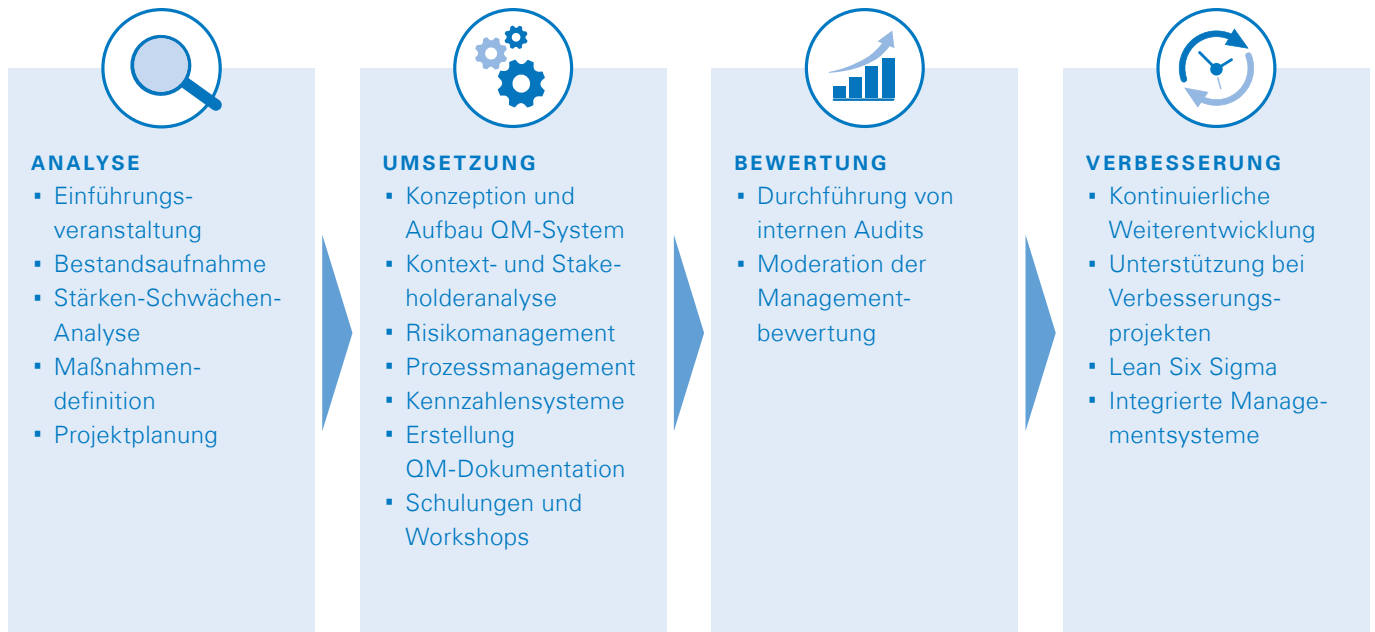 ANALYSE
▪ Einführungs-
veranstaltung
▪ Bestandsaufnahme
▪ Stärken-Schwächen-
Analyse
▪ Maßnahmen-
definition
▪ Projektplanung
UMSETZUNG
▪ Konzeption und
Aufbau QM-System
▪ Kontext- und Stake-
holderanalyse
▪ Risikomanagement
▪ Prozessmanagement
▪ Kennzahlensysteme
▪ Erstellung
QM-Dokumentation
▪ Schulungen und
Workshops
BEWERTUNG
▪ Durchführung von
internen Audits
▪ Moderation der
Management-
bewertung
VERBESSERUNG
▪ Kontinuierliche
Weiterentwicklung
▪ Unterstützung bei
Verbesserungs-
projekten
▪ Lean Six Sigma
▪ Integrierte Manage-
mentsysteme